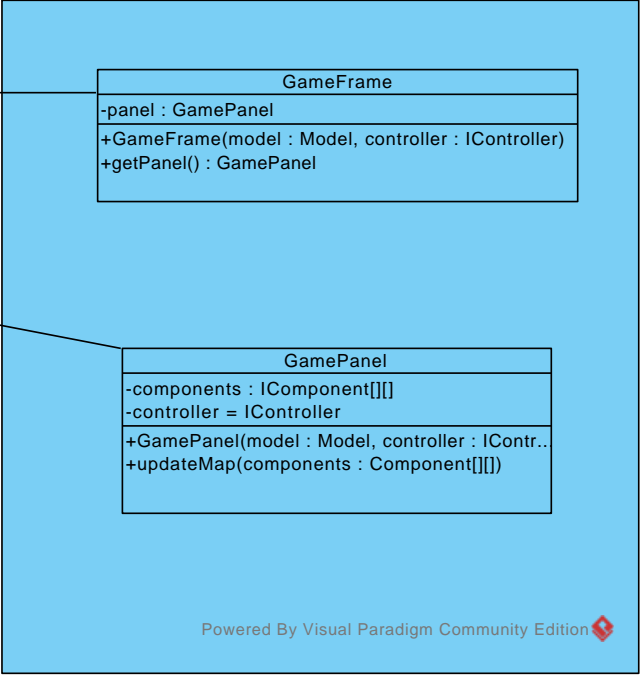 GameFrame
-panel : GamePanel
+GameFrame(model : Model, controller : IController)
+getPanel() : GamePanel
GamePanel
-components : IComponent[][]
-controller = IController
+GamePanel(model : Model, controller : IContr...
+updateMap(components : Component[][])
Powered By Visual Paradigm Community Edition